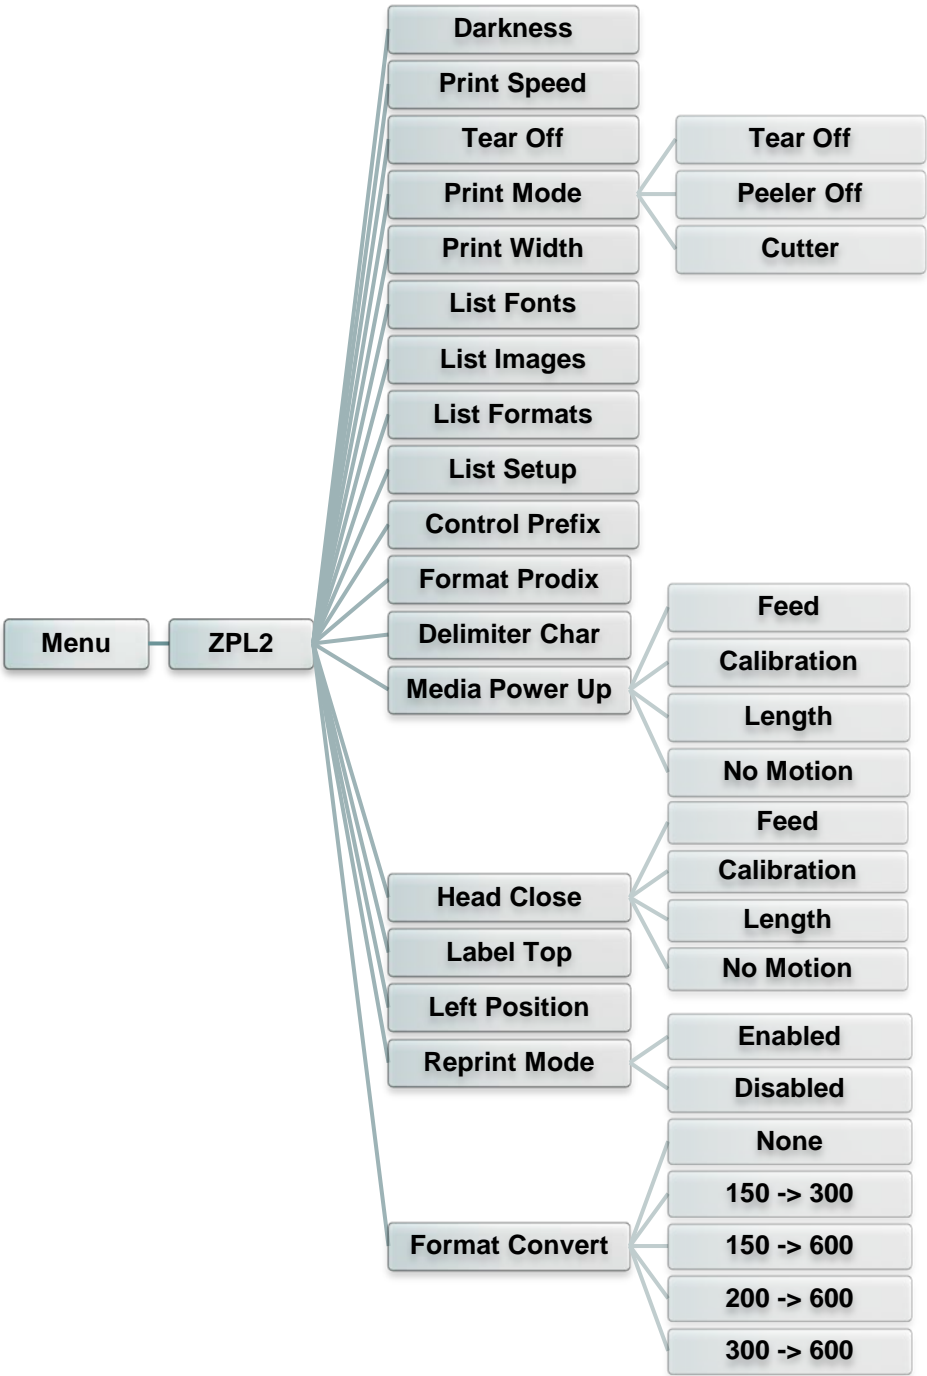 Menu
ZPL2
Darkness
Print Speed
Tear Off
Print Mode
Tear Off
Peeler Off
Cutter
Print Width
List Fonts
List Images
List Formats
List Setup
Control Prefix
Format Prodix
Delimiter Char
Media Power Up
Feed
Calibration
Length
No Motion
Head Close
Feed
Calibration
Length
No Motion
Label Top
Left Position
Reprint Mode
Enabled
Disabled
Format Convert
None
150 -> 300
150 -> 600
200 -> 600
300 -> 600